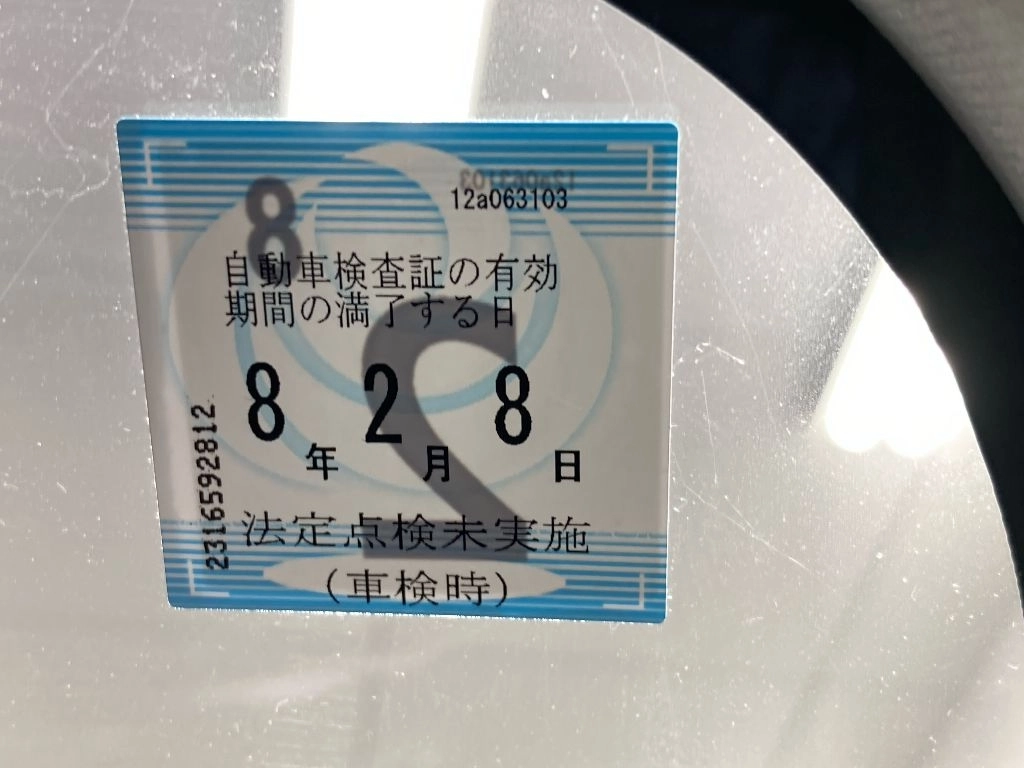 12a063103
8
自動車検査証の有効
期間の満了する日
8年2月8日
2
2316592812
法定点検未実施
(車検時)